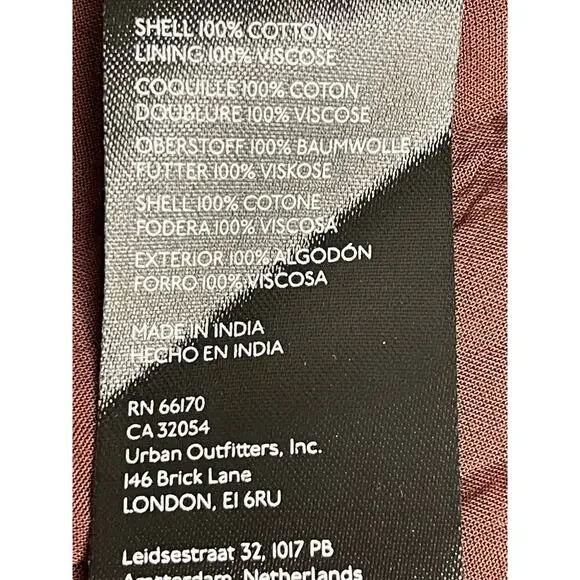 SHELL 100% COTTON
LINING 100% VISCOSE
COQUILLE 100% COTON
DOUBLURE 100% VISCOSE
OBERSTOFF 100% BAUMWOLLE
FUTTER 100% VISKOSE
SHELL 100% COTONE
FODERA 100% VISCOSA
EXTERIOR 100% ALGODÓN
FORRO 100% VISCOSA
MADE IN INDIA
HECHO EN INDIA
RN 66170
CA 32054
Urban Outfitters, Inc.
146 Brick Lane
LONDON, E1 6RU
Leidsestraat 32, 1017 PB
Amsterdam, Netherlands